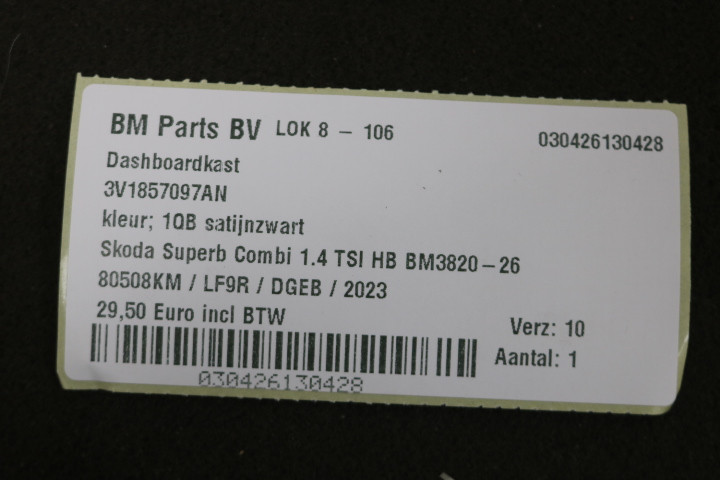 BM Parts BV LOK 8 - 106 030426130428
Dashboardkast
3V1857097AN
kleur; 1QB satijnzwart
Skoda Superb Combi 1.4 TSI HB BM3820-26
80508KM / LF9R / DGEB / 2023
29,50 Euro incl BTW
Verz: 10
Aantal: 1
030426130428